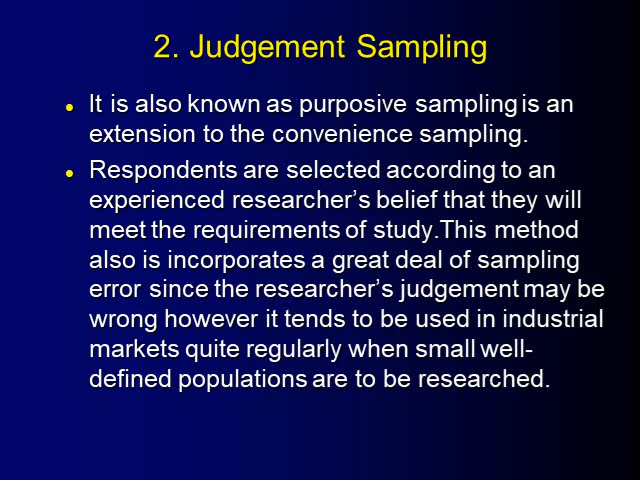 2. Judgement Sampling
● It is also known as purposive sampling is an
extension to the convenience sampling.
● Respondents are selected according to an
experienced researcher’s belief that they will
meet the requirements of study.This method
also is incorporates a great deal of sampling
error since the researcher’s judgement may be
wrong however it tends to be used in industrial
markets quite regularly when small well-
defined populations are to be researched.